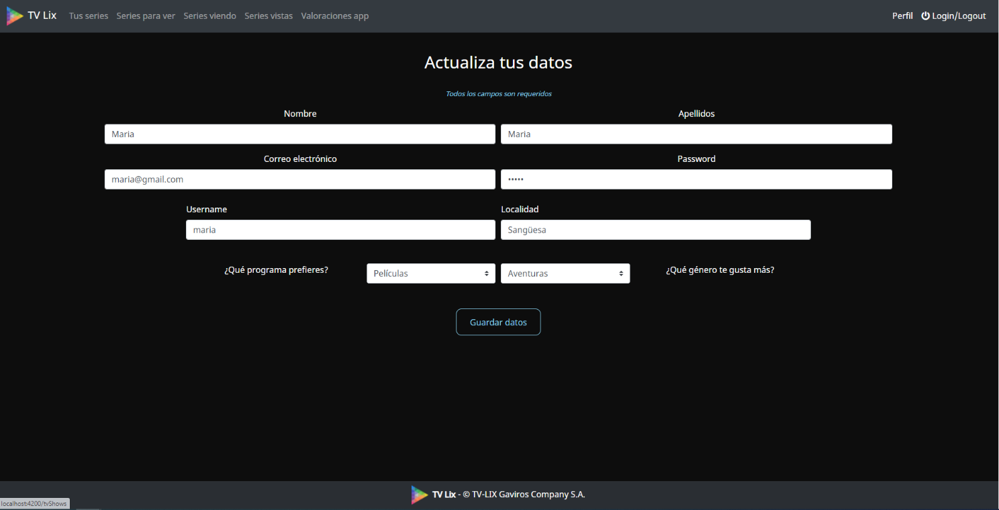 TV Lix Tus series Series para ver Series viendo Series vistas Valoraciones app Perfil Login/Logout
Actualiza tus datos
Todos los campos son requeridos
Nombre Apellidos
Maria Maria
Correo electrónico Password
maria@gmail.com •••••
Username Localidad
maria Sangüesa
¿Qué programa prefieres? Películas Aventuras ¿Qué género te gusta más?
Guardar datos
TV Lix - © TV-LIX Gaviros Company S.A.
localhost:4200/tvShows